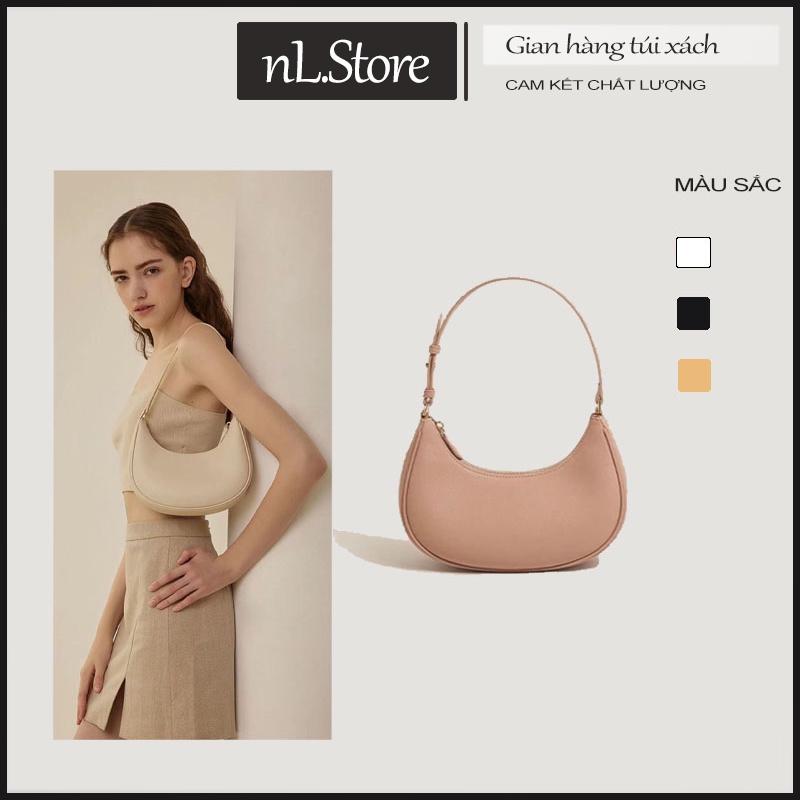 nL.Store
Gian hàng túi xách
CAM KẾT CHẤT LƯỢNG
MÀU SẮC